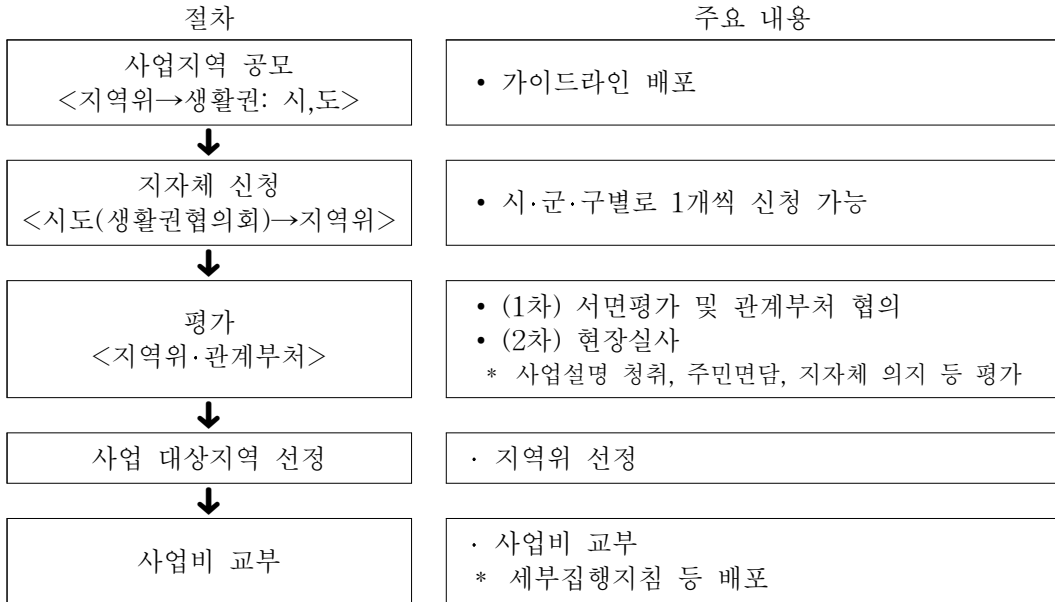 절차
주요 내용
사업지역 공모
<지역위→생활권: 시,도>
• 가이드라인 배포
지자체 신청
<시도(생활권협의회)→지역위>
• 시·군·구별로 1개씩 신청 가능
평가
<지역위·관계부처>
• (1차) 서면평가 및 관계부처 협의
• (2차) 현장실사
* 사업설명 청취, 주민면담, 지자체 의지 등 평가
사업 대상지역 선정
· 지역위 선정
사업비 교부
· 사업비 교부
* 세부집행지침 등 배포